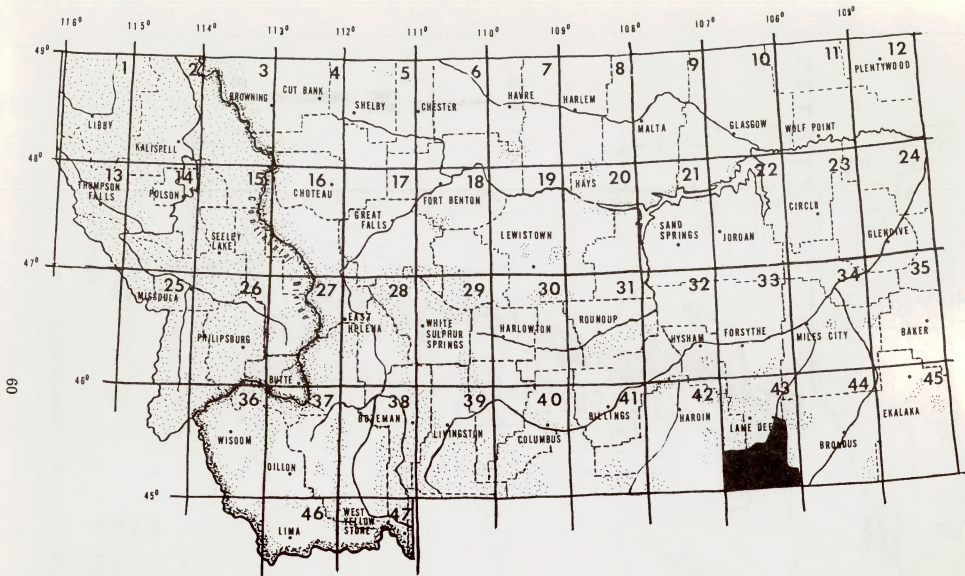 116° 115° 114° 113° 112° 111° 110° 109° 108° 107° 106° 105°
49°
1 2 3 4 5 6 7 8 9 10 11 12
PLENTYWOOD
BROWNING CUT BANK SHELBY CHESTER HAVRE HARLEM
LIBBY MALTA GLASGOW WOLF POINT
KALISPELL
48°
13 14 15 16 17 18 19 20 21 22 23 24
THOMPSON FALLS POLSON CHOTEAU FORT BENTON HAYS
GREAT FALLS SAND SPRINGS JORDAN CIRCLE
SEELEY LAKE LEWISTOWN GLENDIVE
47°
25 26 27 28 29 30 31 32 33 34 35
MISSOULA
PHILIPSBURG EAST HELENA WHITE SULPHUR SPRINGS HARLOWTON ROUNDUP HYSHAM FORSYTHE MILES CITY BAKER
BUTTE
46°
36 37 38 39 40 41 42 43 44 45
WISDOM BOZEMAN LIVINGSTON COLUMBUS BILLINGS HARDIN LAME DEER BROADUS EKALAKA
DILLON
45°
46 47
LIMA WEST YELLOWSTONE
60